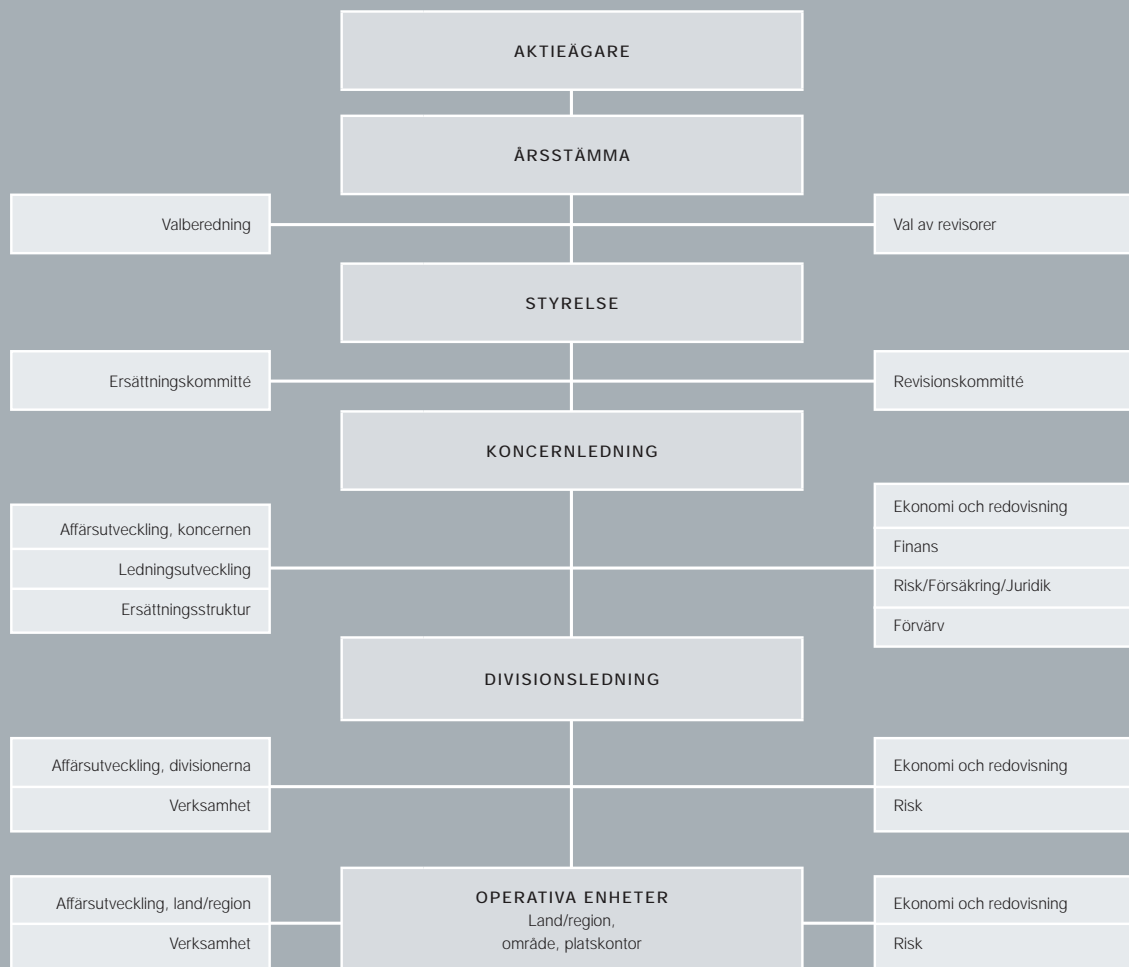 AKTIEÄGARE
ÅRSSTÄMMA
Valberedning
Val av revisorer
STYRELSE
Ersättningskommitté
Revisionskommitté
KONCERNLEDNING
Affärsutveckling, koncernen
Ledningsutveckling
Ersättningsstruktur
Ekonomi och redovisning
Finans
Risk/Försäkring/Juridik
Förvärv
DIVISIONSLEDNING
Affärsutveckling, divisionerna
Verksamhet
Ekonomi och redovisning
Risk
Affärsutveckling, land/region
Verksamhet
OPERATIVA ENHETER
Land/region,
område, platskontor
Ekonomi och redovisning
Risk